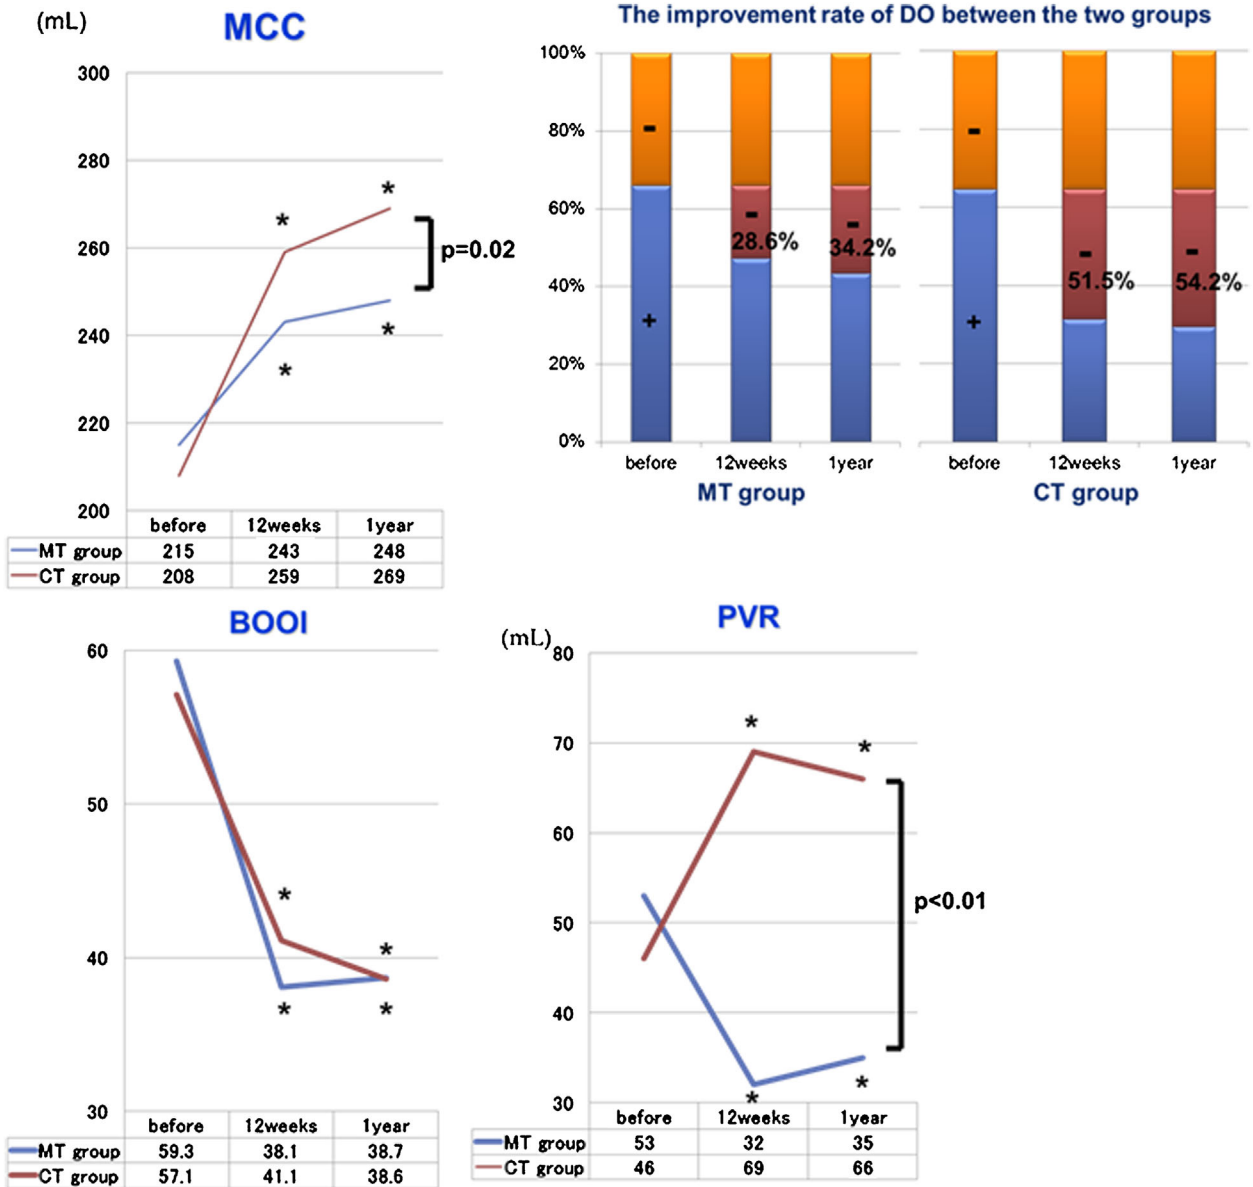 (mL)
MCC
300
280
260
240
220
200
*
*
*
*
p=0.02
before 12weeks 1year
MT group 215 243 248
CT group 208 259 269
The improvement rate of DO between the two groups
100%
80%
60%
40%
20%
0%
-
+
-
28.6%
-
34.2%
before 12weeks 1year
MT group
-
+
-
51.5%
-
54.2%
before 12weeks 1year
CT group
BOOI
60
50
40
30
*
*
*
*
before 12weeks 1year
MT group 59.3 38.1 38.7
CT group 57.1 41.1 38.6
PVR
(mL)
80
70
60
50
40
30
*
*
*
*
p<0.01
before 12weeks 1year
MT group 53 32 35
CT group 46 69 66